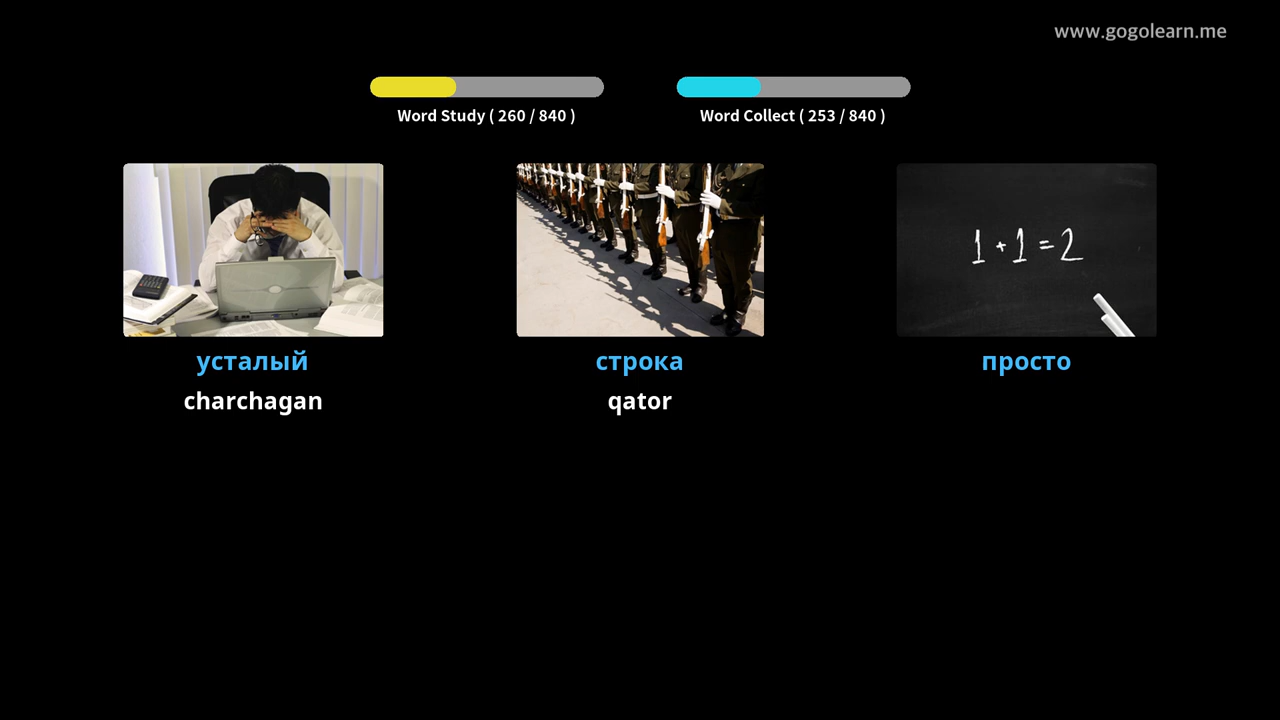 www.gogolearn.me
Word Study ( 260 / 840 )
Word Collect ( 253 / 840 )
1 + 1 = 2
усталый
строка
просто
charchagan
qator